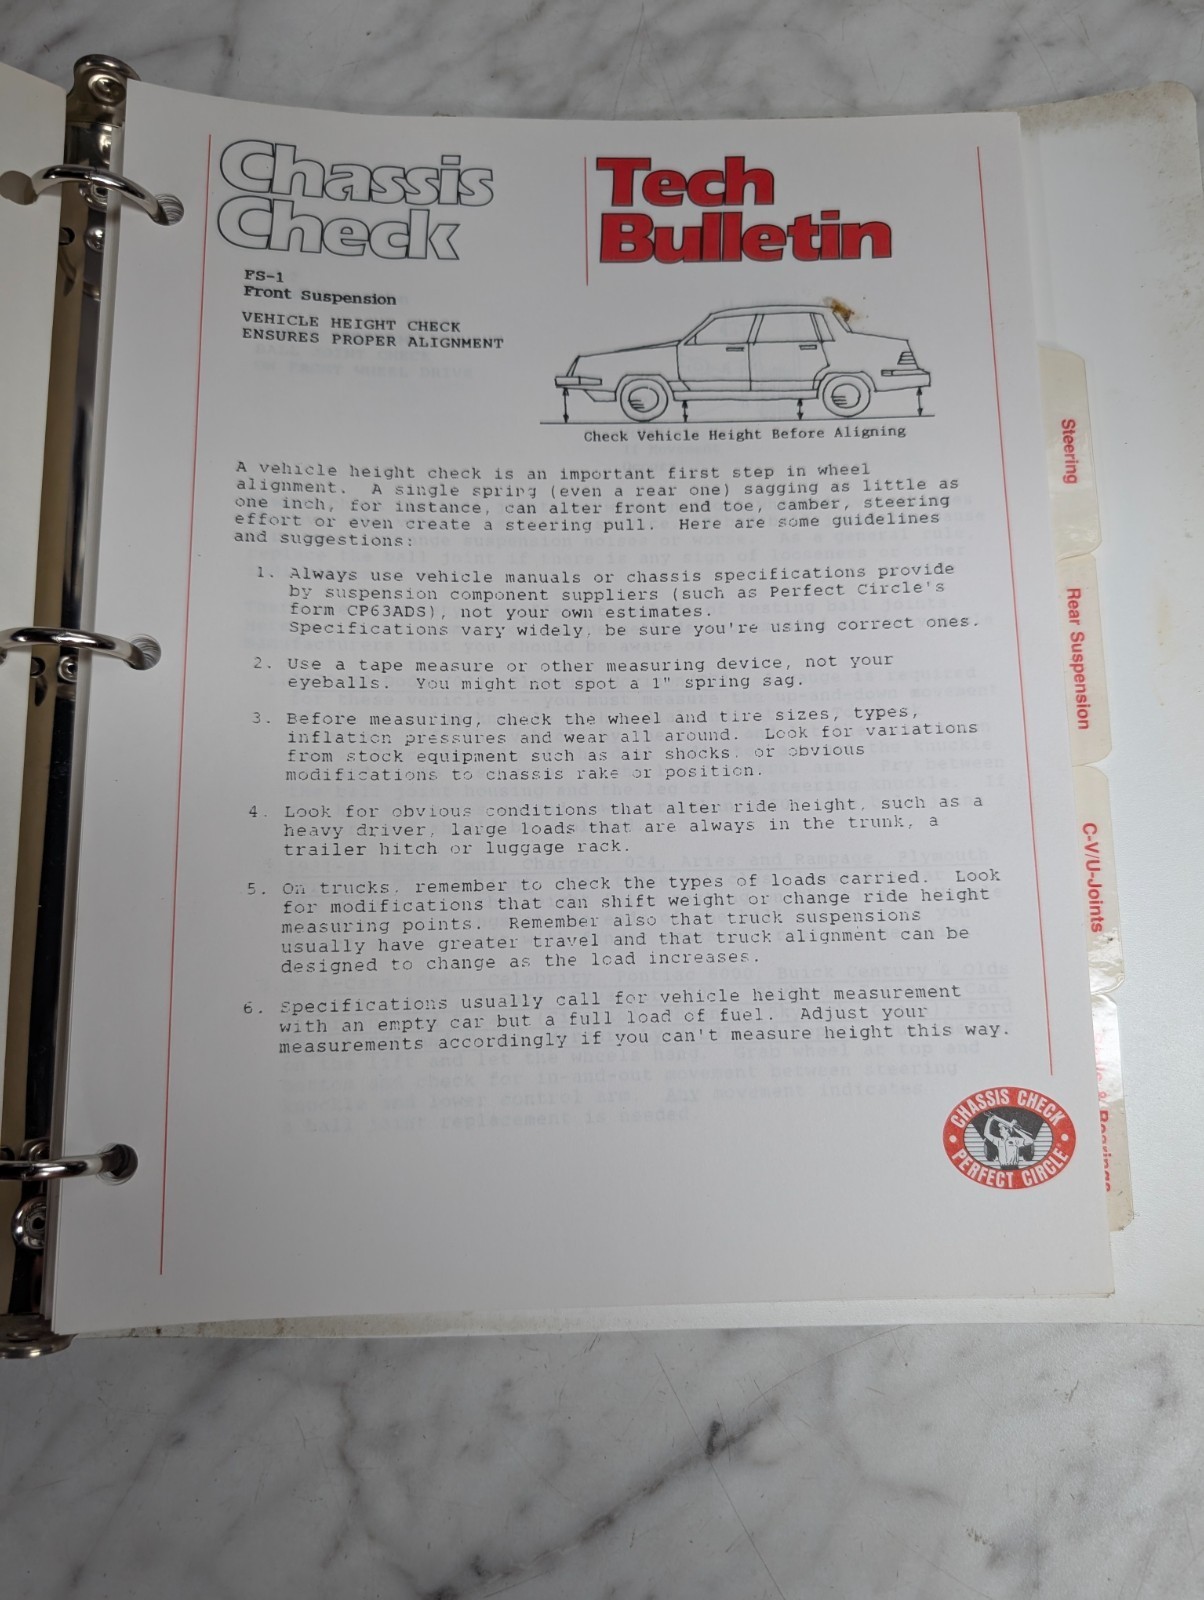 Chassis
Check
Tech
Bulletin
FS-1
Front Suspension
VEHICLE HEIGHT CHECK
ENSURES PROPER ALIGNMENT
Check Vehicle Height Before Aligning
A vehicle height check is an important first step in wheel
alignment. A single spring (even a rear one) sagging as little as
one inch, for instance, can alter front end toe, camber, steering
effort or even create a steering pull. Here are some guidelines
and suggestions:
1. Always use vehicle manuals or chassis specifications provide
by suspension component suppliers (such as Perfect Circle's
form CP63ADS), not your own estimates.
Specifications vary widely, be sure you're using correct ones.
2. Use a tape measure or other measuring device, not your
eyeballs. You might not spot a 1" spring sag.
3. Before measuring, check the wheel and tire sizes, types,
inflation pressures and wear all around. Look for variations
from stock equipment such as air shocks, or obvious
modifications to chassis rake or position.
4. Look for obvious conditions that alter ride height, such as a
heavy driver, large loads that are always in the trunk, a
trailer hitch or luggage rack.
5. On trucks, remember to check the types of loads carried. Look
for modifications that can shift weight or change ride height
measuring points. Remember also that truck suspensions
usually have greater travel and that truck alignment can be
designed to change as the load increases.
6. Specifications usually call for vehicle height measurement
with an empty car but a full load of fuel. Adjust your
measurements accordingly if you can't measure height this way.
CHASSIS CHECK
PERFECT CIRCLE
Steering
Rear Suspension
C-V/U-Joints
Bearings